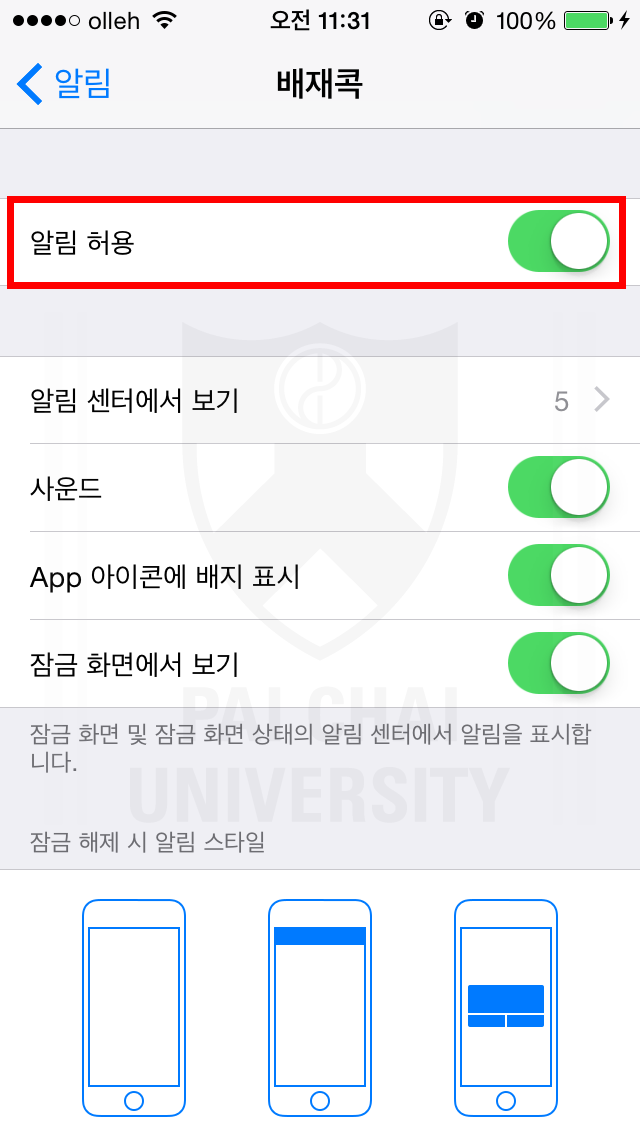 olleh 오전 11:31 100%
알림 배재콕
알림 허용
알림 센터에서 보기 5
사운드
App 아이콘에 배지 표시
잠금 화면에서 보기
잠금 화면 및 잠금 화면 상태의 알림 센터에서 알림을 표시합
니다.
PAI CHAI
UNIVERSITY
잠금 해제 시 알림 스타일